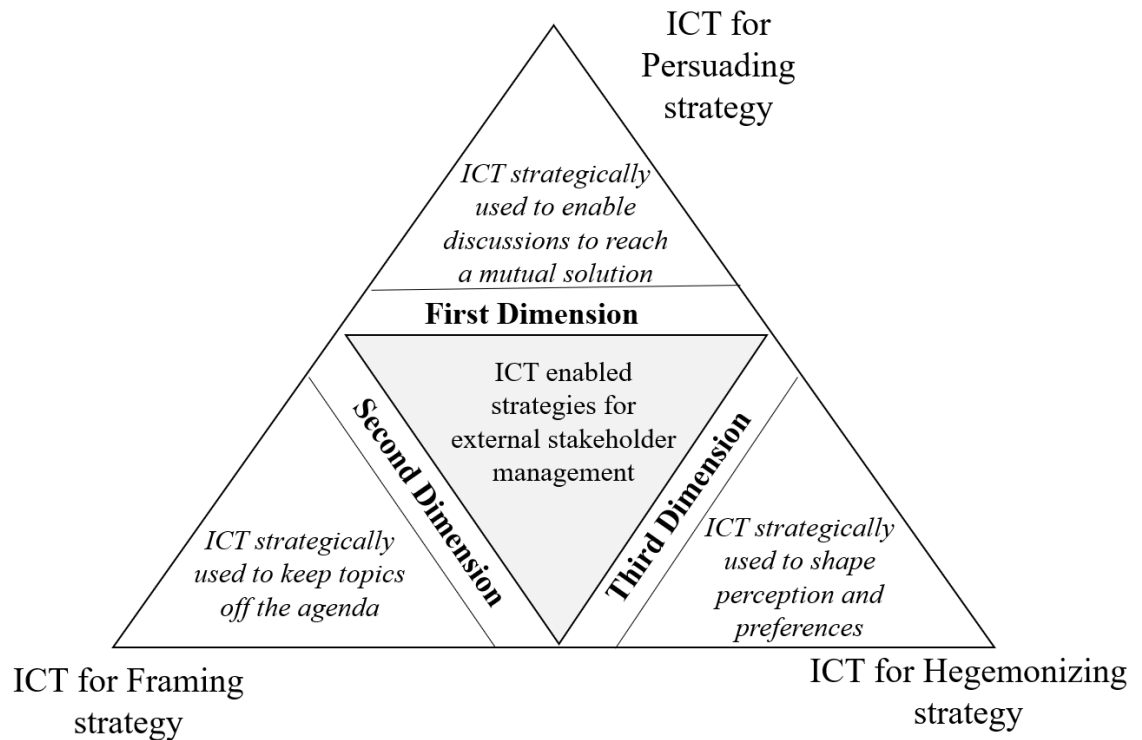 ICT for
Persuading
strategy
ICT strategically
used to enable
discussions to reach
a mutual solution
First Dimension
ICT enabled
strategies for
external stakeholder
management
Second Dimension
Third Dimension
ICT strategically
used to keep topics
off the agenda
ICT strategically
used to shape
perception and
preferences
ICT for Framing
strategy
ICT for Hegemonizing
strategy